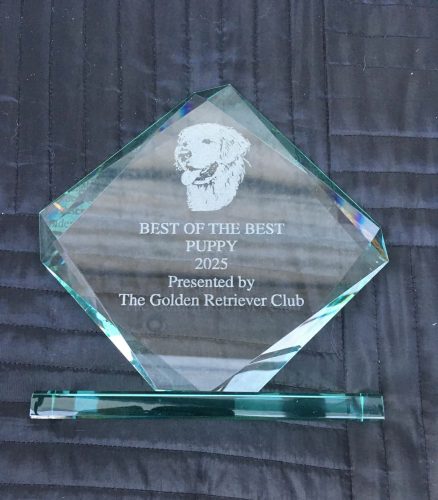 BEST OF THE BEST
PUPPY
2025
Presented by
The Golden Retriever Club